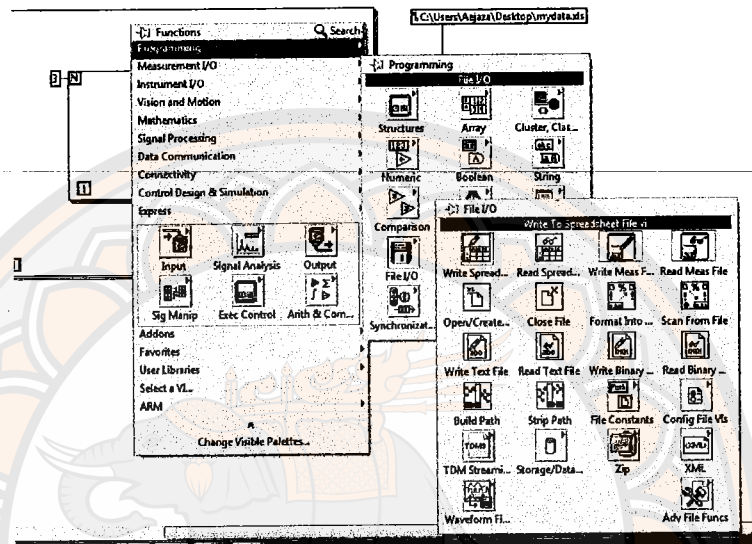 C:\Users\Aejaza\Desktop\mydata.xls
Functions
Search
Programming
Measurement I/O
Instrument I/O
Vision and Motion
Mathematics
Signal Processing
Data Communication
Connectivity
Control Design & Simulation
Express
Input Signal Analysis Output
Sig Manip Exec Control Arith & Com...
Addons
Favorites
User Libraries
Select a VI...
ARM
Change Visible Palettes...
3 N
Programming
File I/O
Structures Array Cluster, Clas...
Numeric Boolean String
Comparison
File I/O
Synchronizat...
File I/O
Write To Spreadsheet File.vi
Write Spread... Read Spread... Write Meas F... Read Meas File
Open/Create... Close File Format Into ... Scan From File
Write Text File Read Text File Write Binary ... Read Binary ...
Build Path Strip Path File Constants Config File VIs
TDM Streami... Storage/Data... Zip XML
Waveform Fi... Adv File Funcs